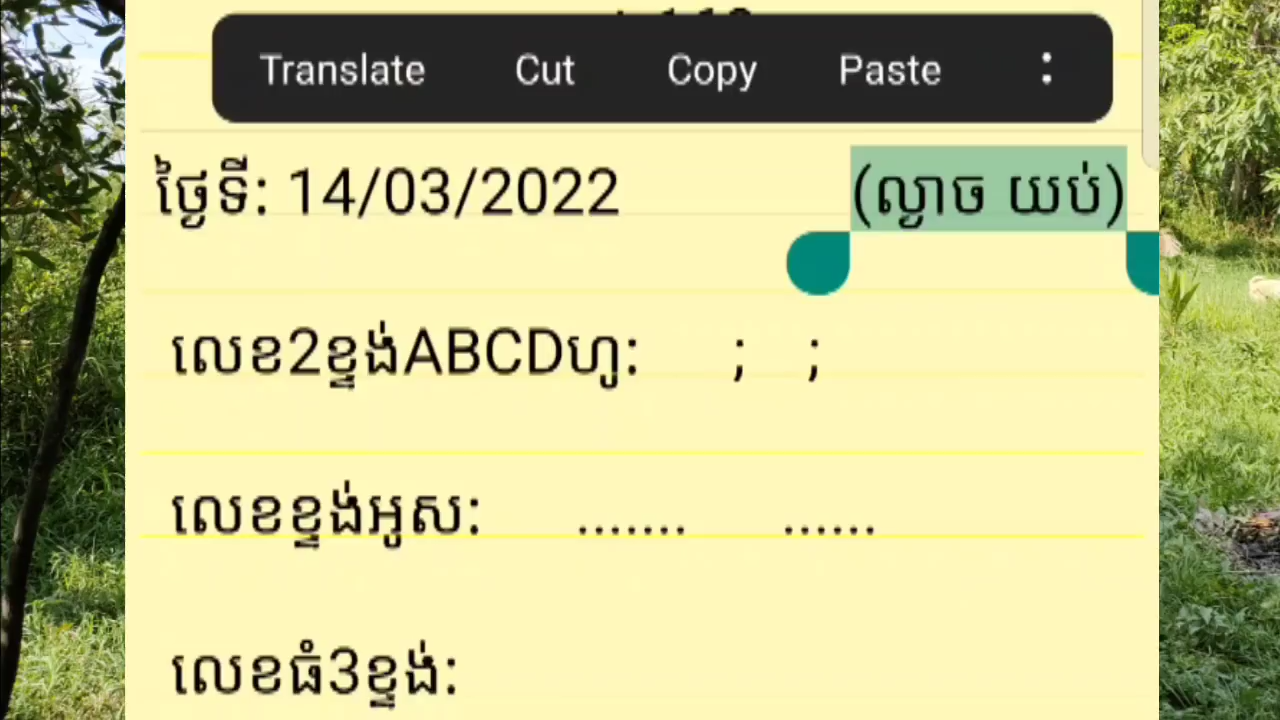 Translate Cut Copy Paste
ថ្ងៃទី: 14/03/2022 (ល្ងាច យប់)
លេខ2ខ្ទង់ABCDហូ: ; ;
លេខខ្ទង់អូស: ....... ......
លេខធំ3ខ្ទង់: